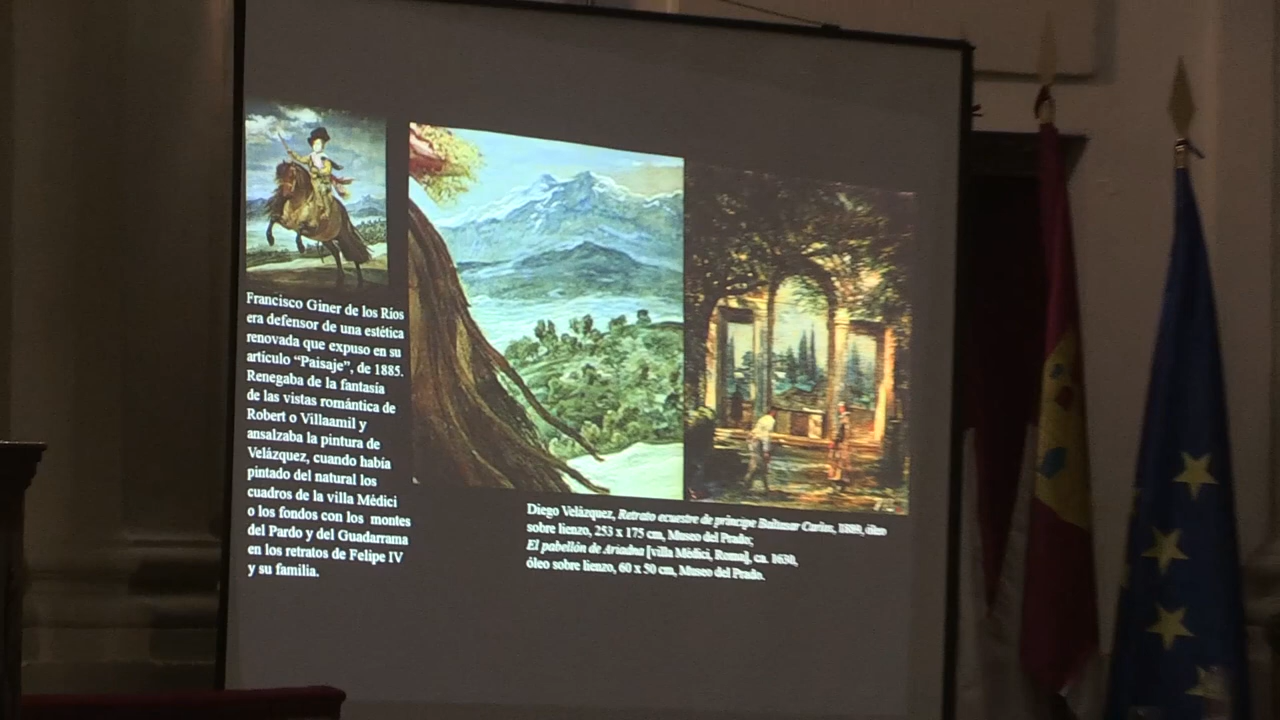 Francisco Giner de los Ríos
era defensor de una estética
renovada que expuso en su
artículo “Paisaje”, de 1885.
Renegaba de la fantasía
de las vistas romántica de
Robert o Villaamil y
ansalzaba la pintura de
Velázquez, cuando había
pintado del natural los
cuadros de la villa Médici
o los fondos con los montes
del Pardo y del Guadarrama
en los retratos de Felipe IV
y su familia.
Diego Velázquez, Retrato ecuestre de príncipe Baltasar Carlos, 1889, óleo
sobre lienzo, 253 x 175 cm, Museo del Prado;
El pabellón de Ariadna [villa Médici, Roma], ca. 1630,
óleo sobre lienzo, 60 x 50 cm, Museo del Prado.